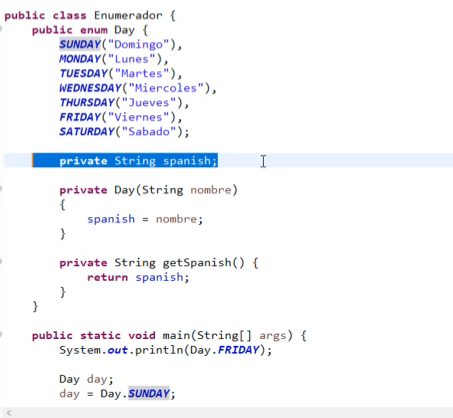 public class Enumerador {
public enum Day {
SUNDAY("Domingo"),
MONDAY("Lunes"),
TUESDAY("Martes"),
WEDNESDAY("Miercoles"),
THURSDAY("Jueves"),
FRIDAY("Viernes"),
SATURDAY("Sabado");
private String spanish;
private Day(String nombre)
{
spanish = nombre;
}
private String getSpanish() {
return spanish;
}
}
public static void main(String[] args) {
System.out.println(Day.FRIDAY);
Day day;
day = Day.SUNDAY;